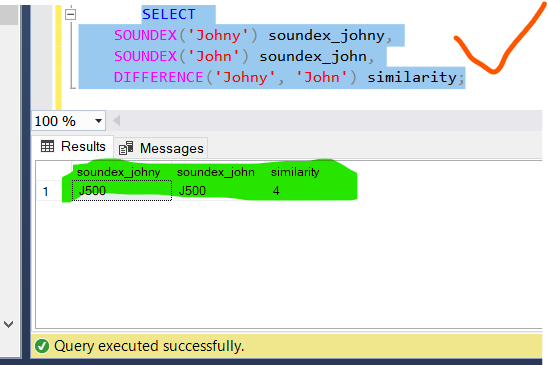 SELECT
SOUNDEX('Johny') soundex_johny,
SOUNDEX('John') soundex_john,
DIFFERENCE('Johny', 'John') similarity;
100 %
Results Messages
soundex_johny soundex_john similarity
1 J500 J500 4
Query executed successfully.